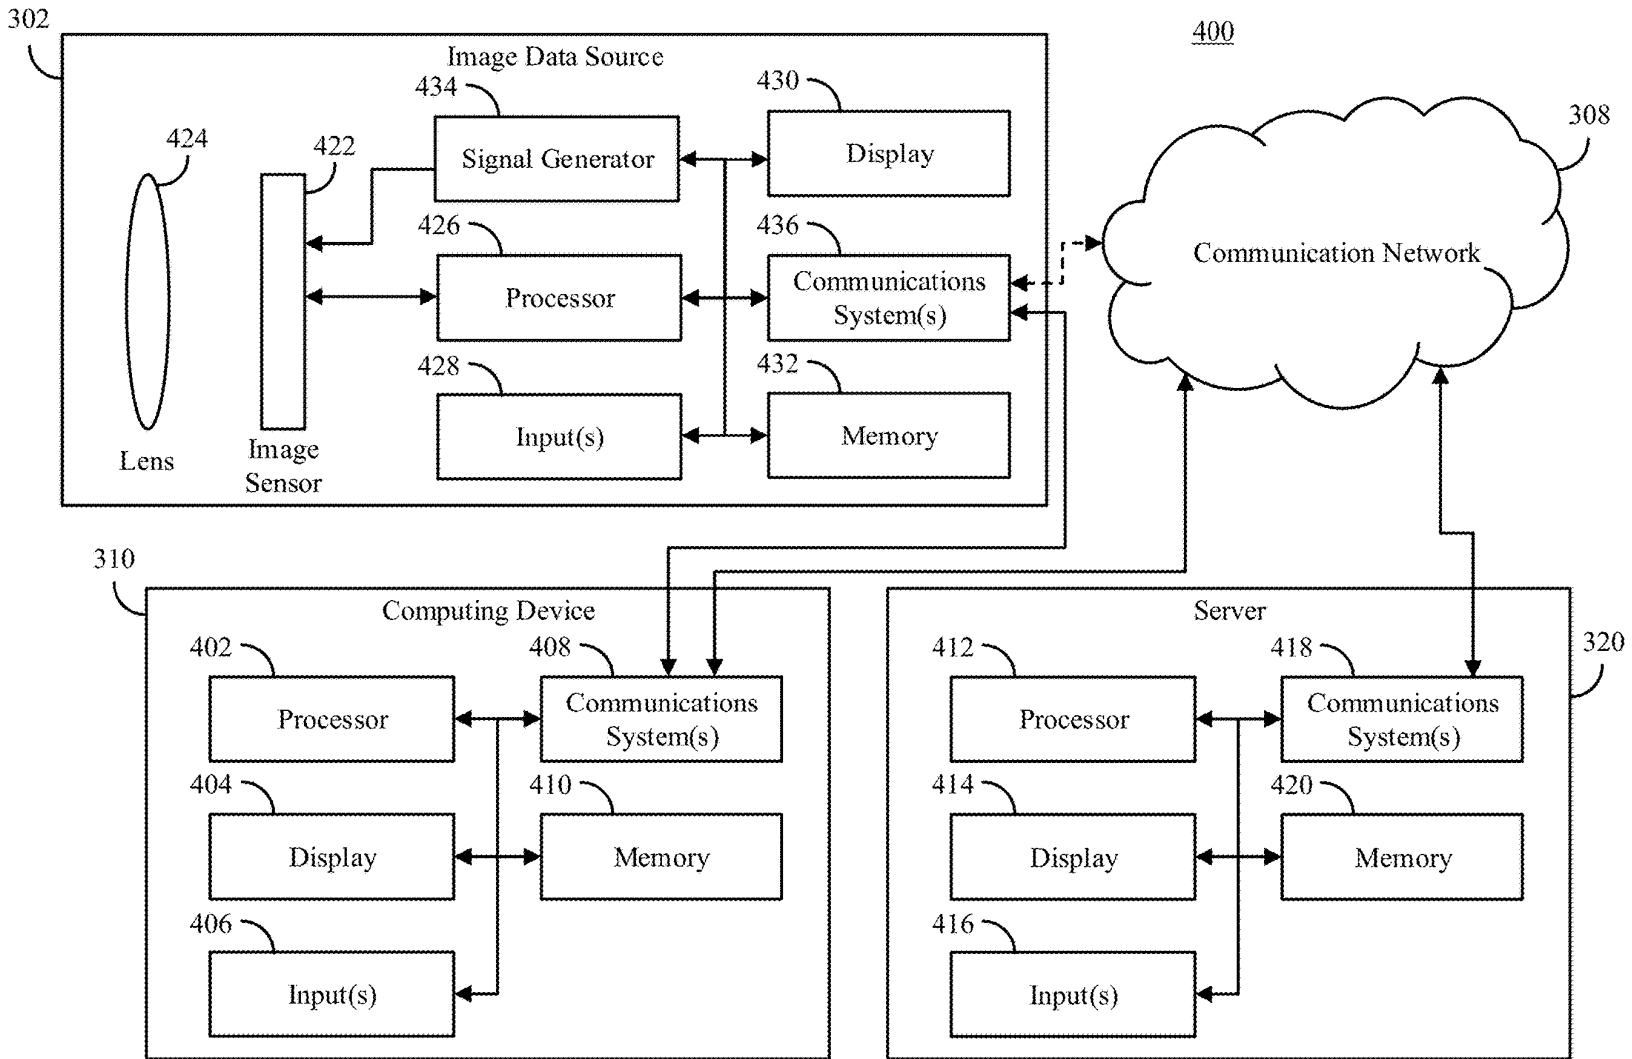 302
400
Image Data Source
434
430
424
422
Signal Generator
Display
308
426
436
Communication Network
Processor
Communications
System(s)
428
432
Input(s)
Memory
Lens
Image
Sensor
310
Computing Device
Server
402
408
412
418
320
Processor
Communications
System(s)
Processor
Communications
System(s)
404
410
414
420
Display
Memory
Display
Memory
406
416
Input(s)
Input(s)